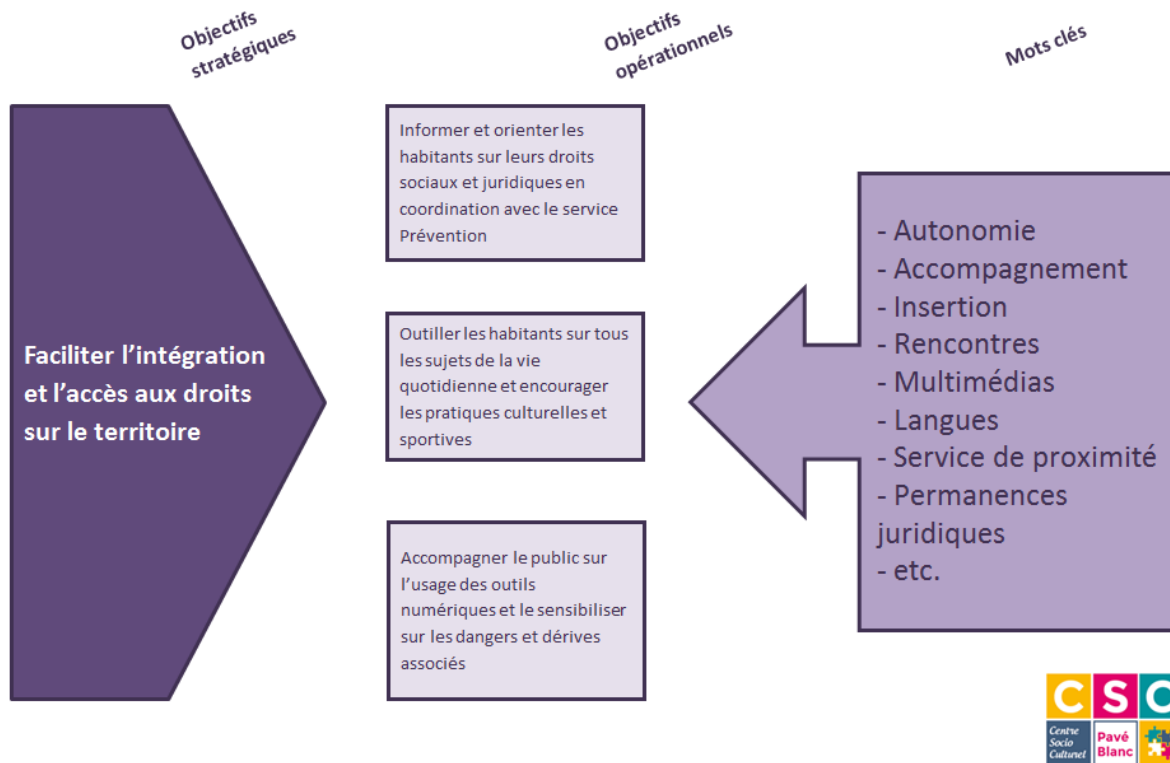 Objectifs
stratégiques
Objectifs
opérationnels
Mots clés
Faciliter l’intégration
et l’accès aux droits
sur le territoire
Informer et orienter les
habitants sur leurs droits
sociaux et juridiques en
coordination avec le service
Prévention
Outiller les habitants sur tous
les sujets de la vie
quotidienne et encourager
les pratiques culturelles et
sportives
Accompagner le public sur
l’usage des outils
numériques et le sensibiliser
sur les dangers et dérives
associés
- Autonomie
- Accompagnement
- Insertion
- Rencontres
- Multimédias
- Langues
- Service de proximité
- Permanences
juridiques
- etc.
CSC
Centre
Socio
Culturel
Pavé
Blanc